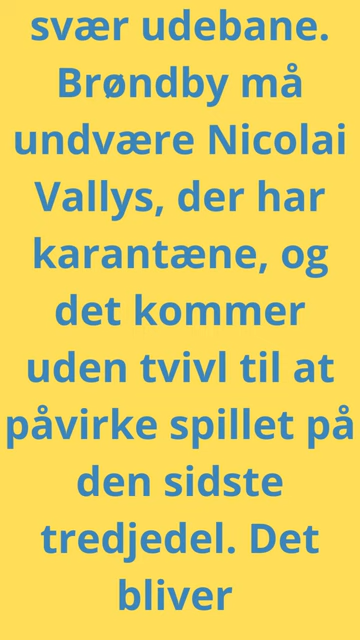 svær udebane.
Brøndby må
undvære Nicolai
Vallys, der har
karantæne, og
det kommer
uden tvivl til at
påvirke spillet på
den sidste
tredjedel. Det
bliver